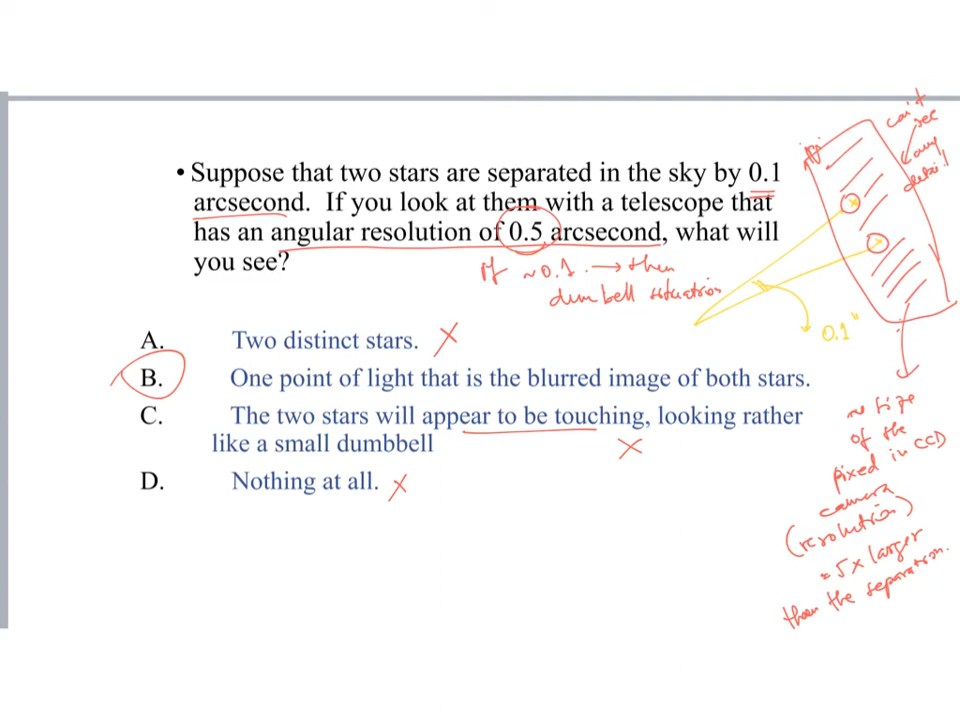 • Suppose that two stars are separated in the sky by 0.1
arcsecond. If you look at them with a telescope that
has an angular resolution of 0.5 arcsecond, what will
you see?
If ~0.1 → then
dumbell situation
A. Two distinct stars.
B. One point of light that is the blurred image of both stars.
C. The two stars will appear to be touching, looking rather
like a small dumbbell
D. Nothing at all.
can't
see
any
detail
0.1"
~ size
of the
pixed in CCD
camera
(resolution)
= 5x larger
than the separation.